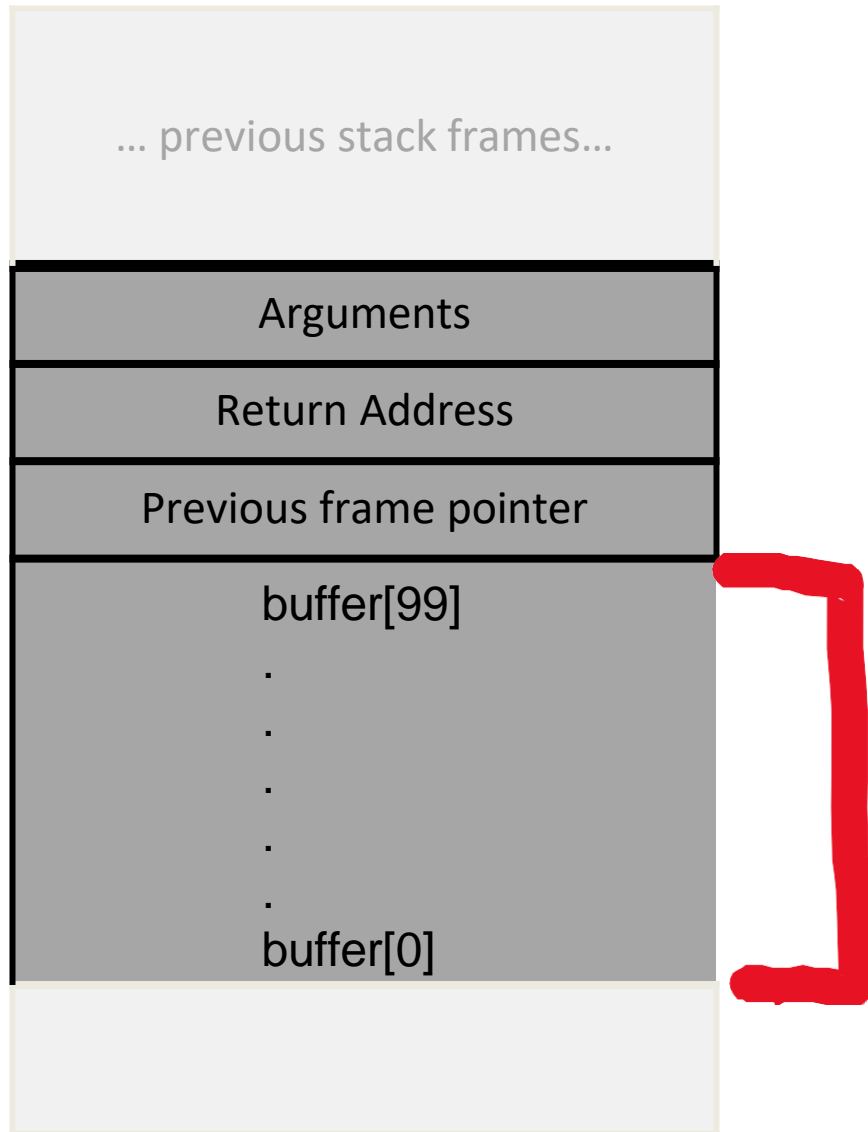 ... previous stack frames...
Arguments
Return Address
Previous frame pointer
buffer[99]
.
.
.
.
.
buffer[0]